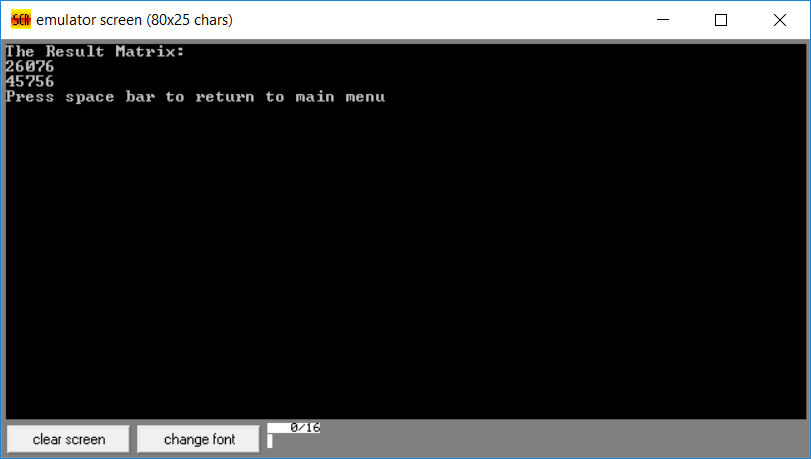 SCR emulator screen (80x25 chars)
The Result Matrix:
26076
45756
Press space bar to return to main menu
clear screen change font 0/16